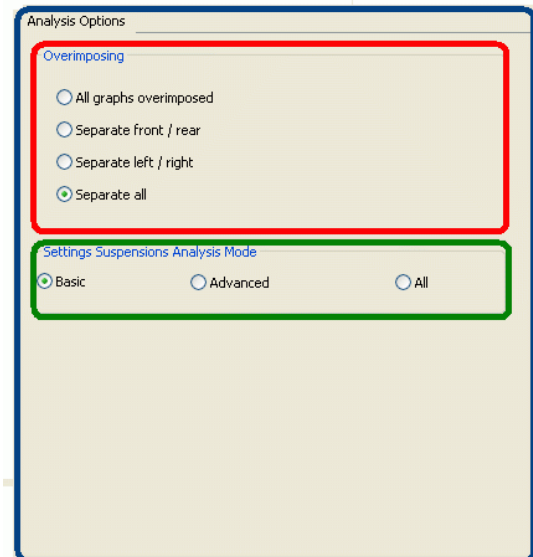 Analysis Options
Overimposing
All graphs overimposed
Separate front / rear
Separate left / right
Separate all
Settings Suspensions Analysis Mode
Basic Advanced All